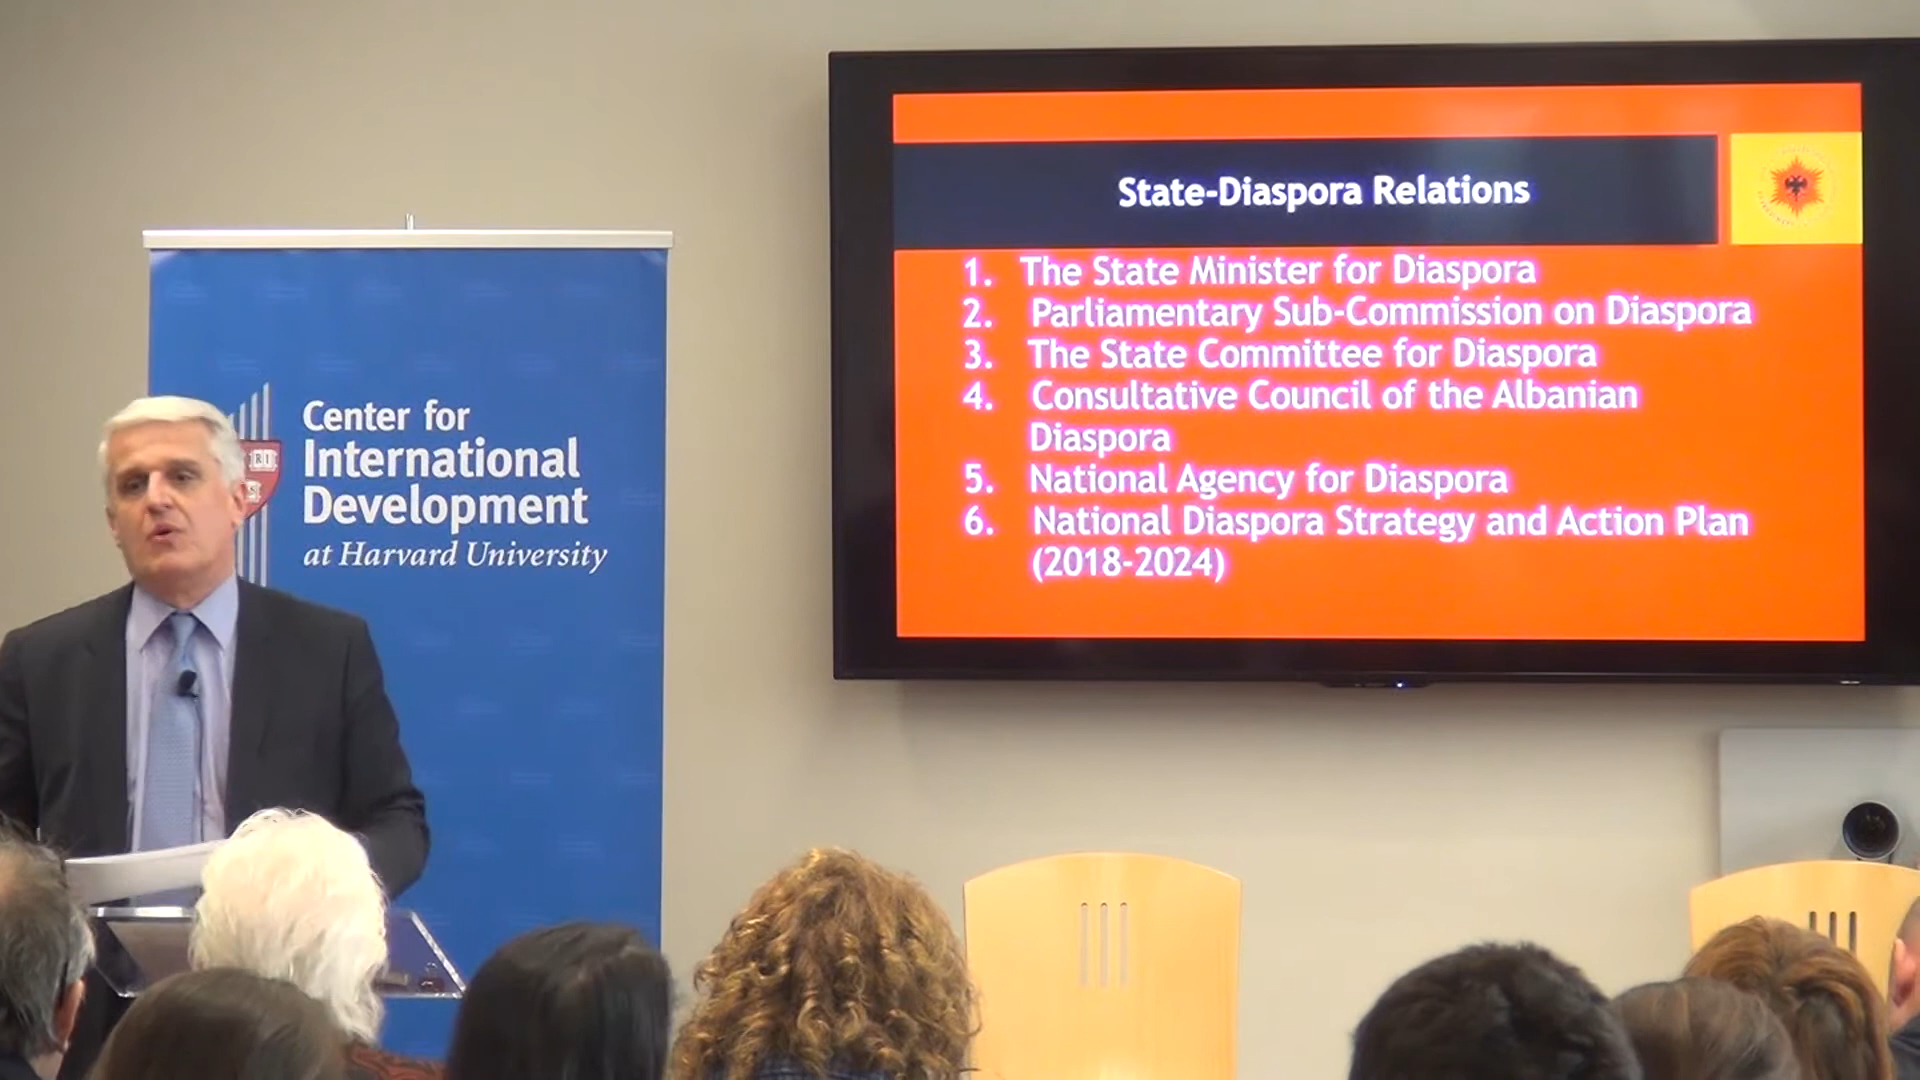 Center for
International
Development
at Harvard University
State-Diaspora Relations
1. The State Minister for Diaspora
2. Parliamentary Sub-Commission on Diaspora
3. The State Committee for Diaspora
4. Consultative Council of the Albanian
Diaspora
5. National Agency for Diaspora
6. National Diaspora Strategy and Action Plan
(2018-2024)